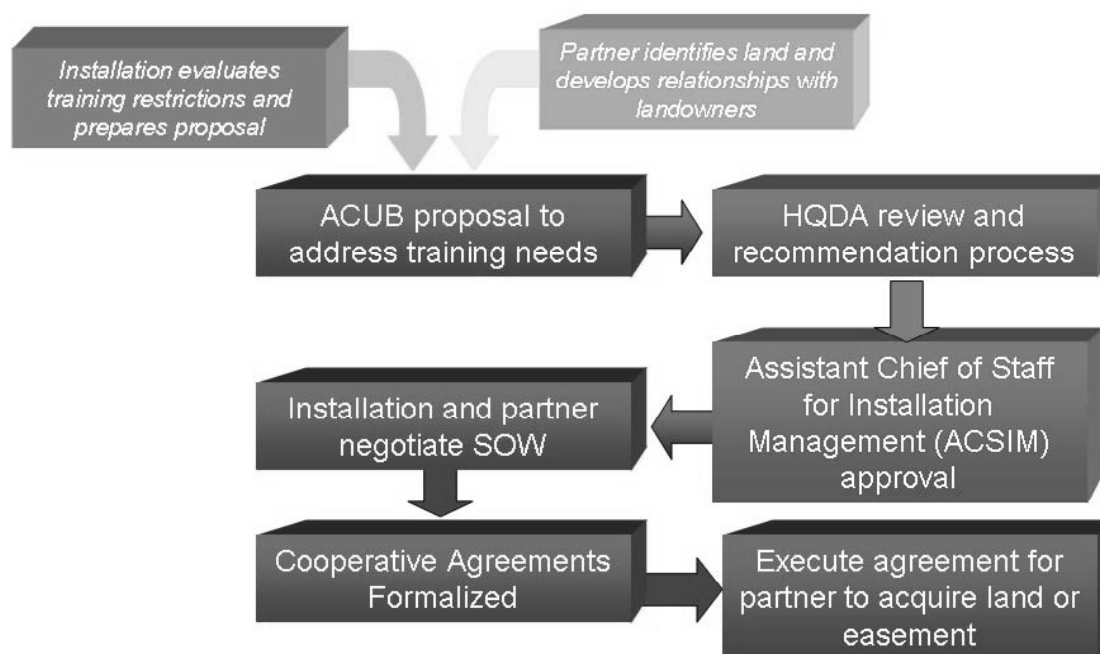 Installation evaluates
training restrictions and
prepares proposal
Partner identifies land and
develops relationships with
landowners
ACUB proposal to
address training needs
HQDA review and
recommendation process
Assistant Chief of Staff
for Installation
Management (ACSIM)
approval
Installation and partner
negotiate SOW
Cooperative Agreements
Formalized
Execute agreement for
partner to acquire land or
easement